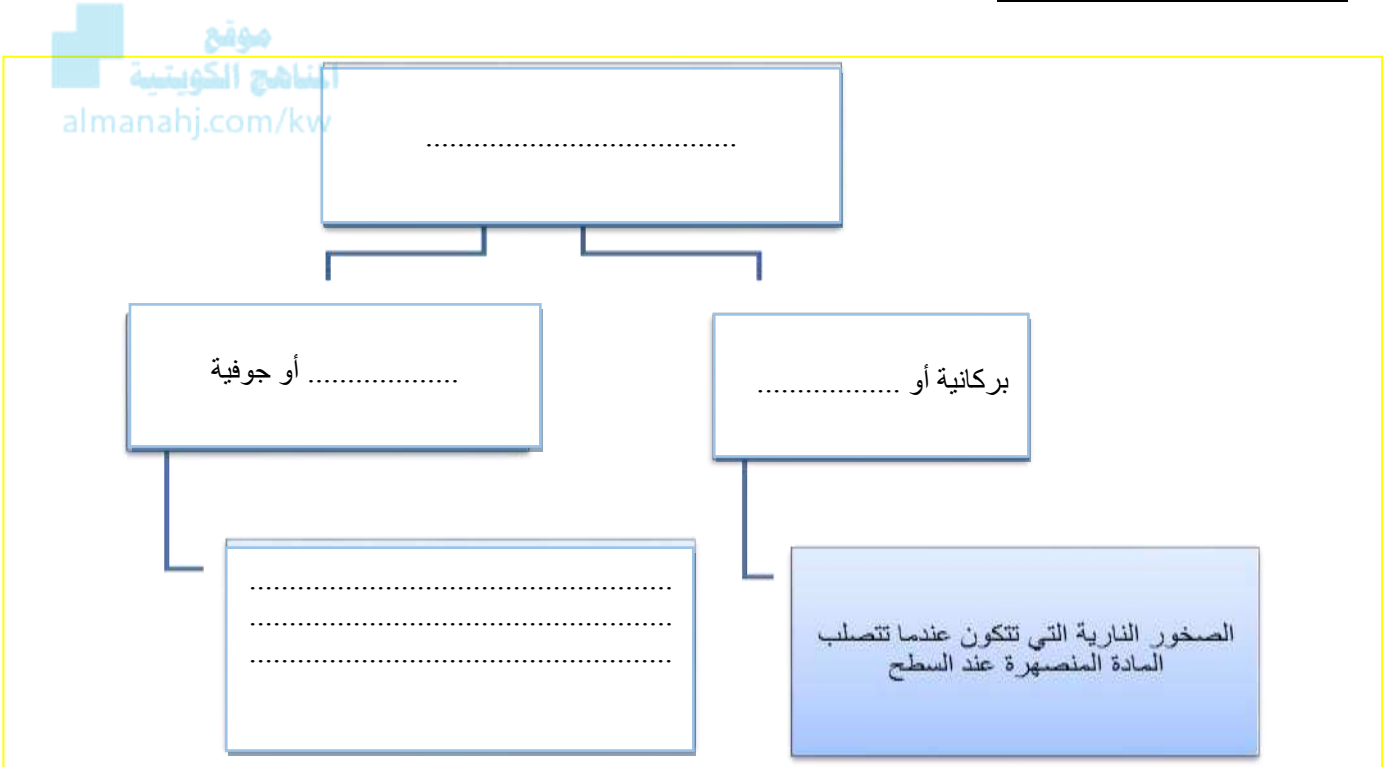 موقع
المناهج الكويتية
almanahj.com/kw
.......................................
بركانية أو ..................
................... أو جوفية
الصخور النارية التي تتكون عندما تتصلب
المادة المنصهرة عند السطح
.....................................................
.....................................................
.....................................................